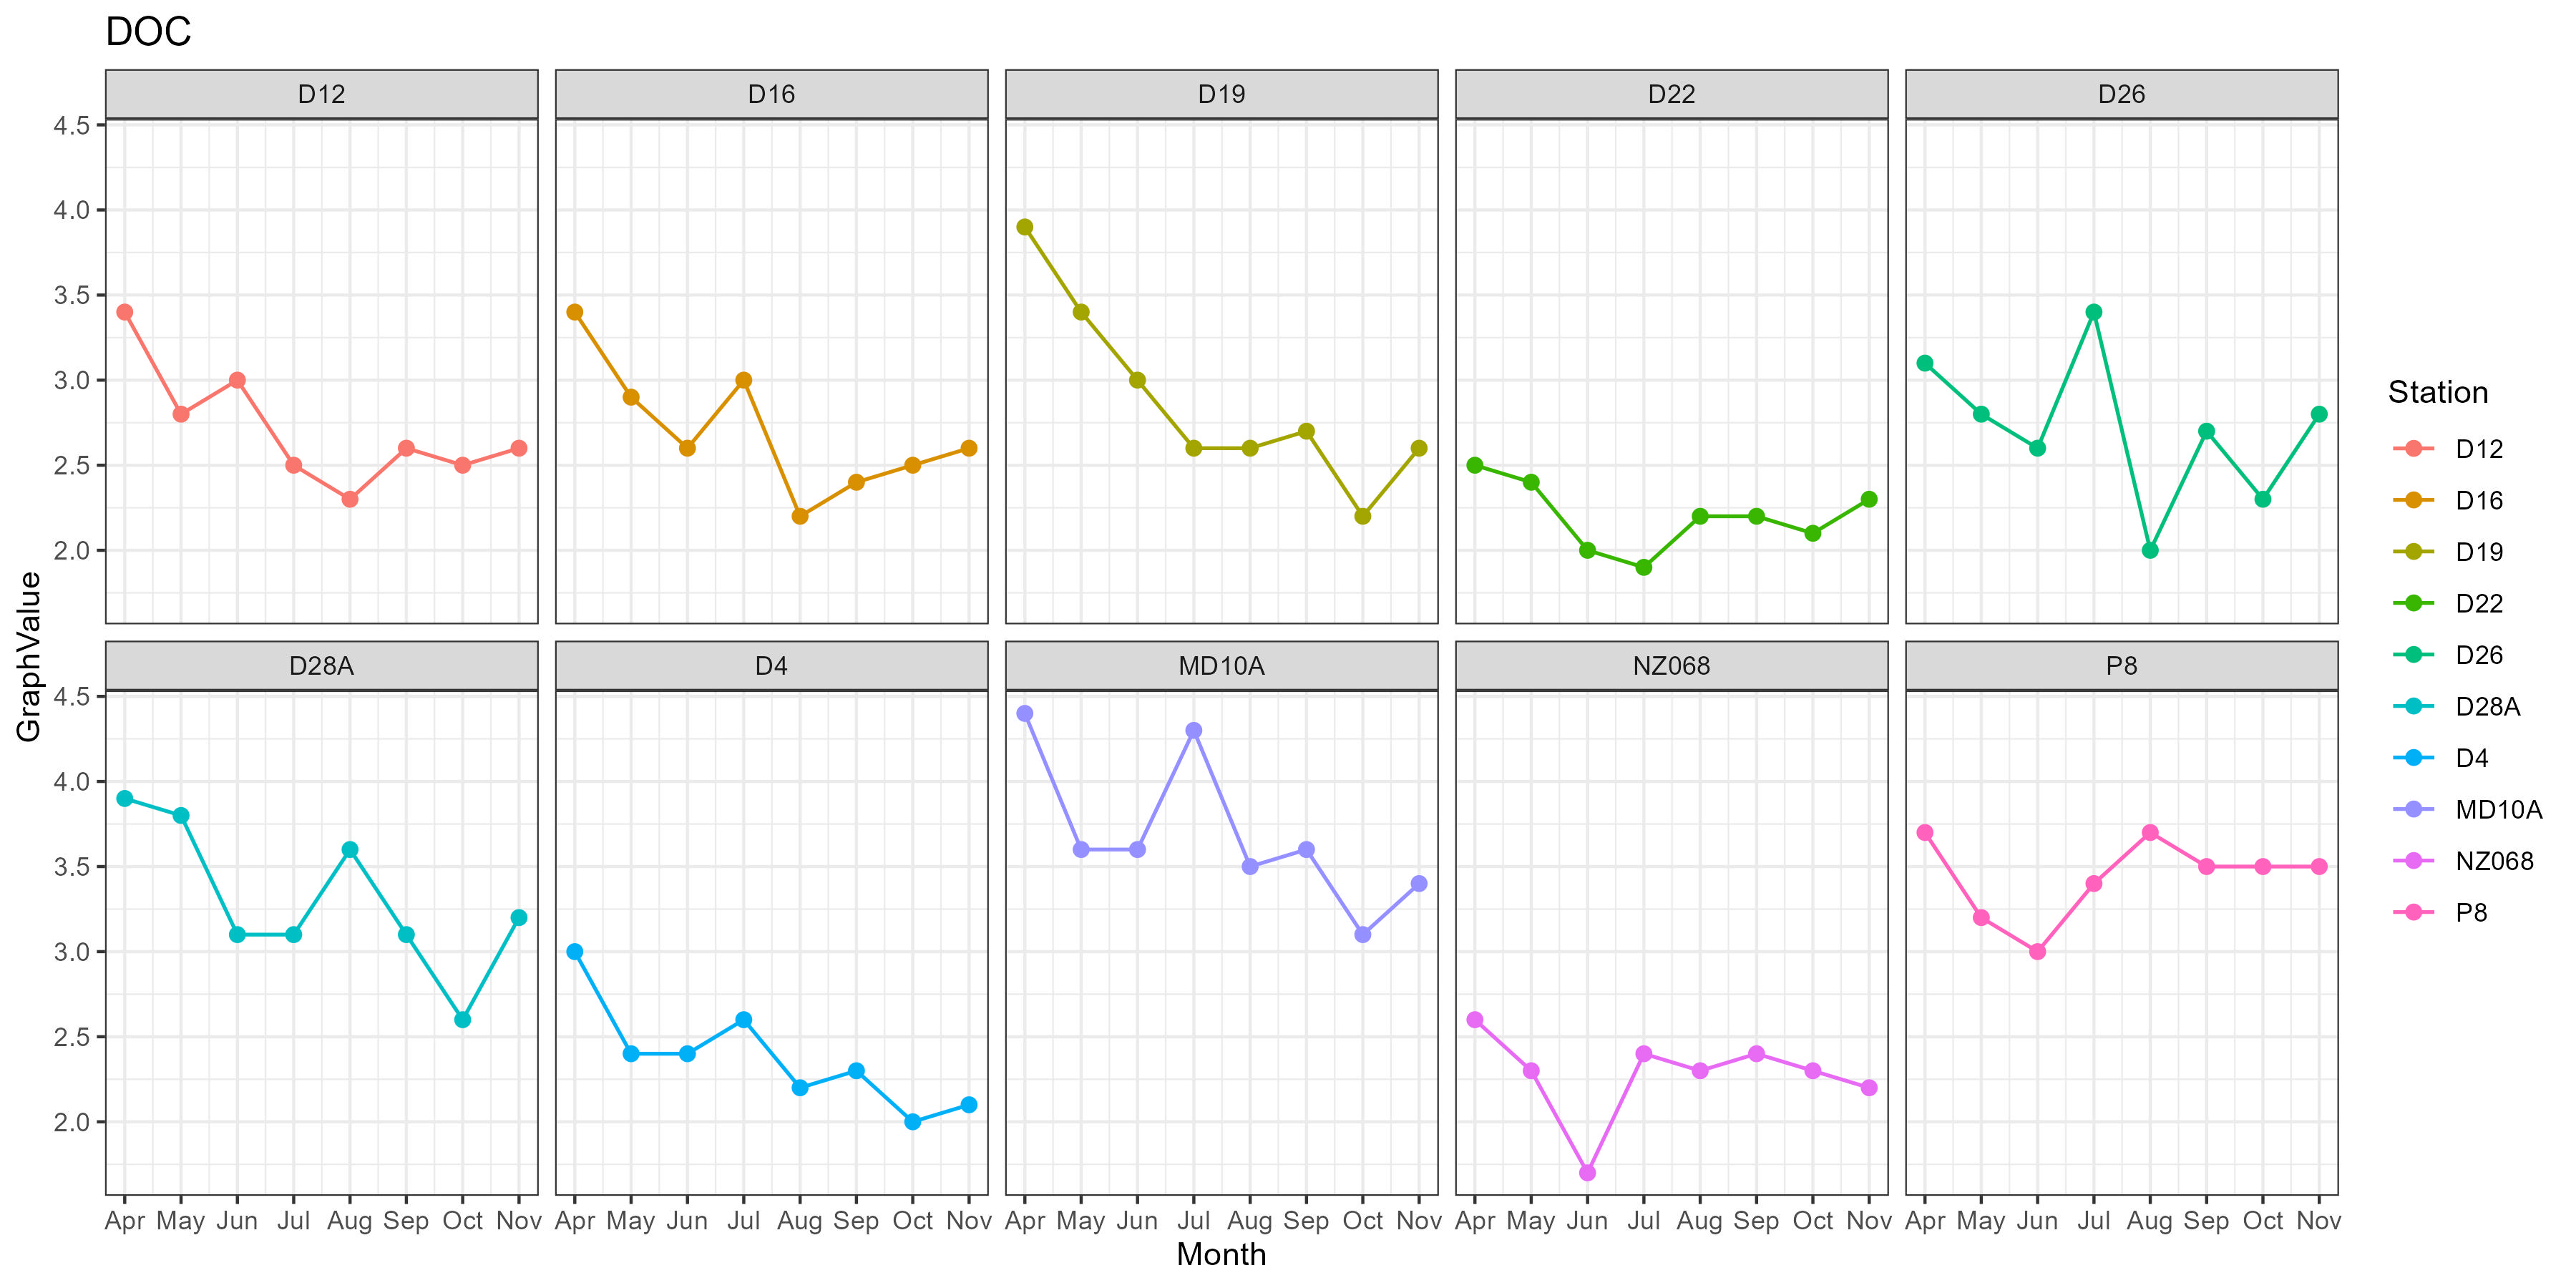 DOC
D12 D16 D19 D22 D26
4.5
4.0
3.5
3.0
2.5
2.0
GraphValue
D28A D4 MD10A NZ068 P8
4.5
4.0
3.5
3.0
2.5
2.0
Apr May Jun Jul Aug Sep Oct Nov Apr May Jun Jul Aug Sep Oct Nov Apr May Jun Jul Aug Sep Oct Nov Apr May Jun Jul Aug Sep Oct Nov Apr May Jun Jul Aug Sep Oct Nov
Month
Station
D12
D16
D19
D22
D26
D28A
D4
MD10A
NZ068
P8